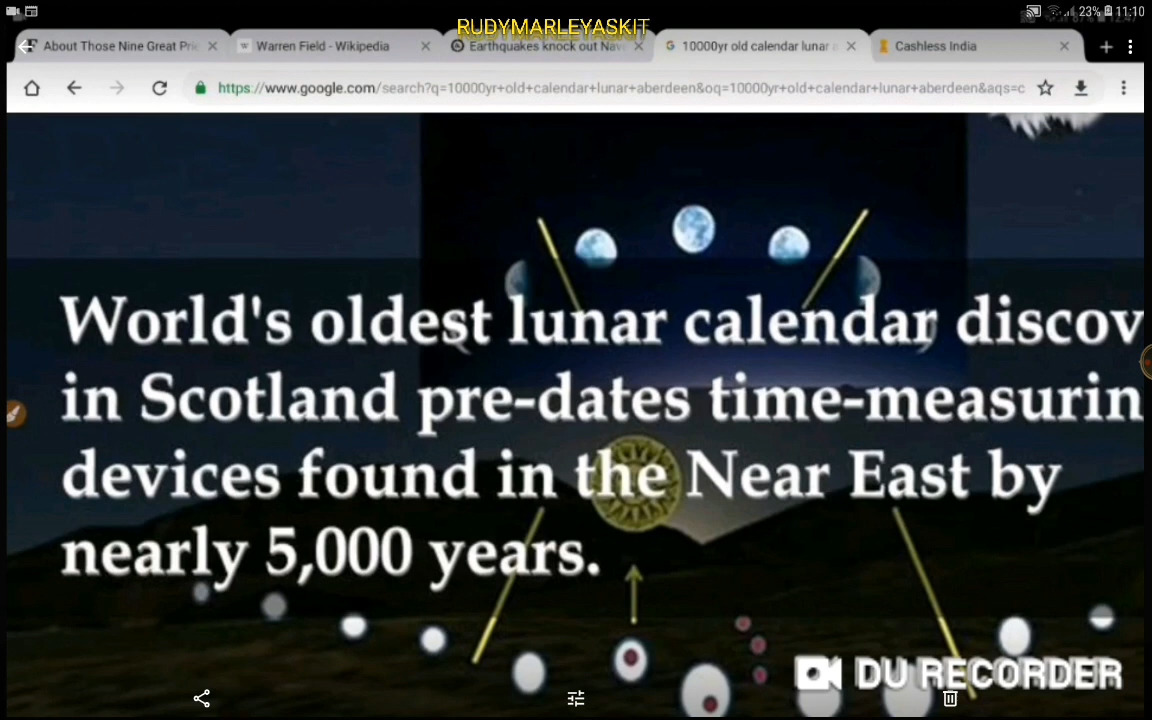 23% 11:10
RUDYMARLEYASKIT
About Those Nine Great Pri
Warren Field - Wikipedia
Earthquakes knock out Nav
10000yr old calendar lunar
Cashless India
https://www.google.com/search?q=10000yr+old+calendar+lunar+aberdeen&oq=10000yr+old+calendar+lunar+aberdeen&aqs=c
World's oldest lunar calendar discov
in Scotland pre-dates time-measurin
devices found in the Near East by
nearly 5,000 years.
DU RECORDER